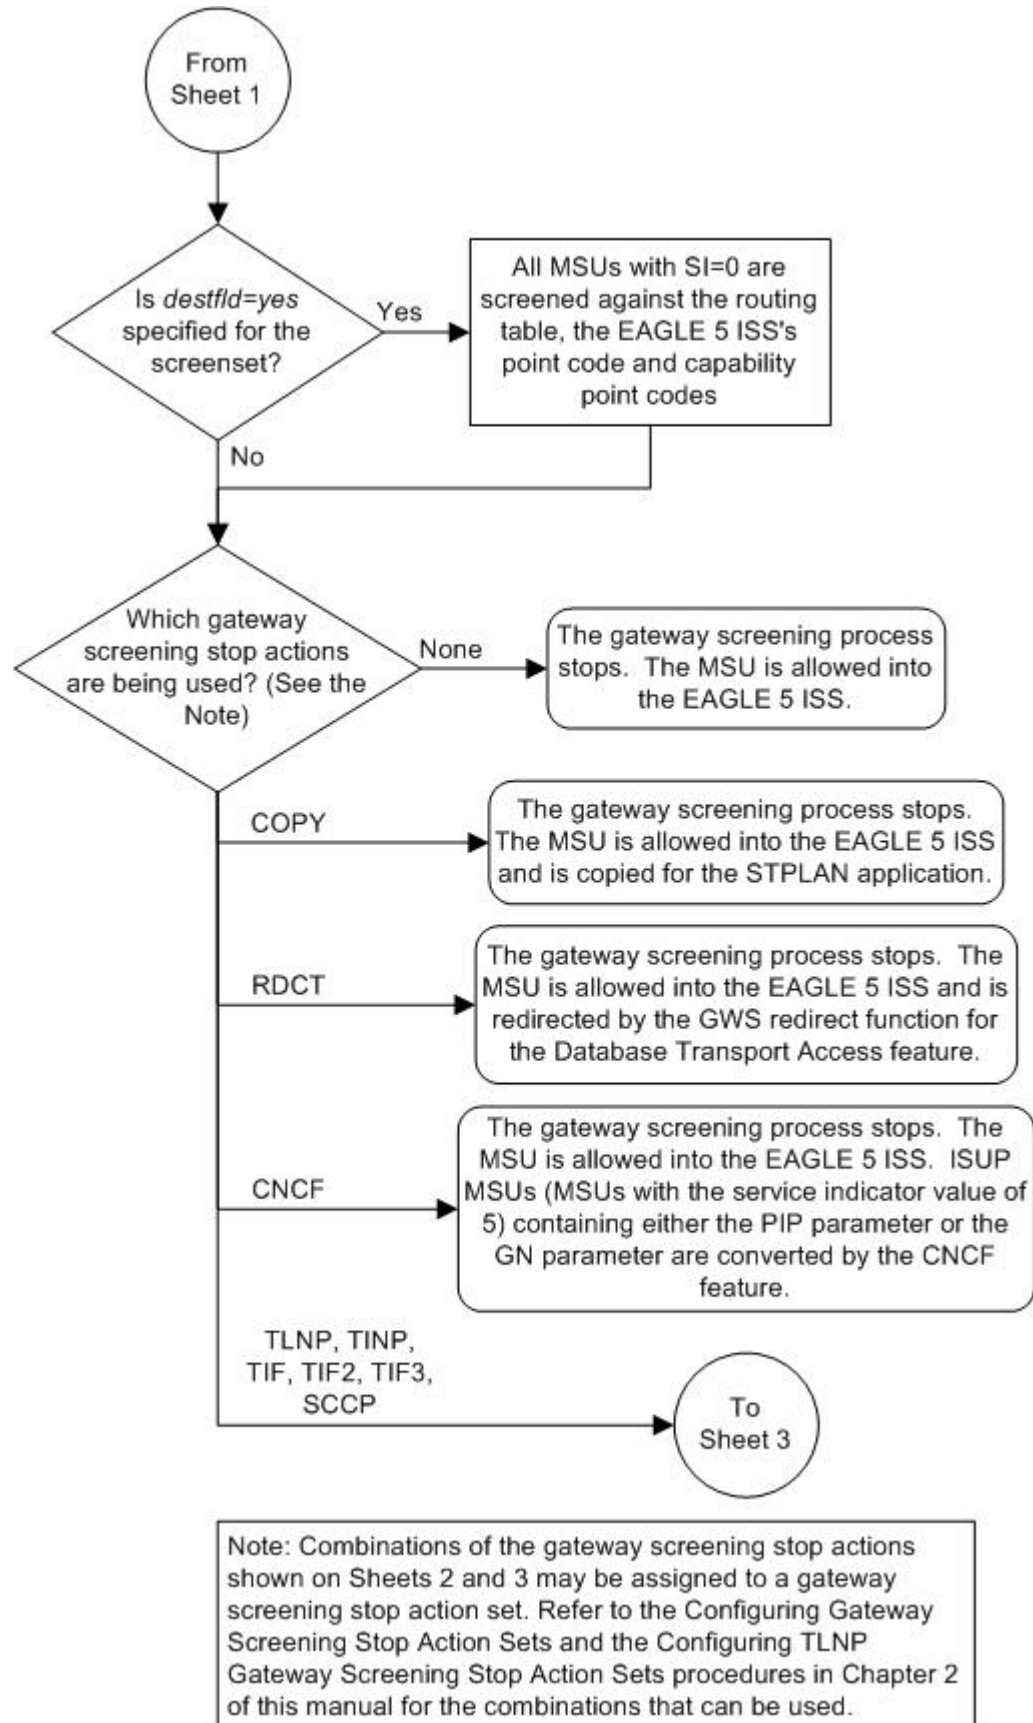 From
Sheet 1
Is destfld=yes
specified for the
screenset?
Yes
All MSUs with SI=0 are
screened against the routing
table, the EAGLE 5 ISS's
point code and capability
point codes
No
Which gateway
screening stop actions
are being used? (See the
Note)
None
The gateway screening process
stops. The MSU is allowed into
the EAGLE 5 ISS.
COPY
The gateway screening process stops.
The MSU is allowed into the EAGLE 5 ISS
and is copied for the STPLAN application.
RDCT
The gateway screening process stops. The
MSU is allowed into the EAGLE 5 ISS and is
redirected by the GWS redirect function for
the Database Transport Access feature.
CNCF
The gateway screening process stops. The
MSU is allowed into the EAGLE 5 ISS. ISUP
MSUs (MSUs with the service indicator value of
5) containing either the PIP parameter or the
GN parameter are converted by the CNCF
feature.
TLNP, TINP,
TIF, TIF2, TIF3,
SCCP
To
Sheet 3
Note: Combinations of the gateway screening stop actions
shown on Sheets 2 and 3 may be assigned to a gateway
screening stop action set. Refer to the Configuring Gateway
Screening Stop Action Sets and the Configuring TLNP
Gateway Screening Stop Action Sets procedures in Chapter 2
of this manual for the combinations that can be used.